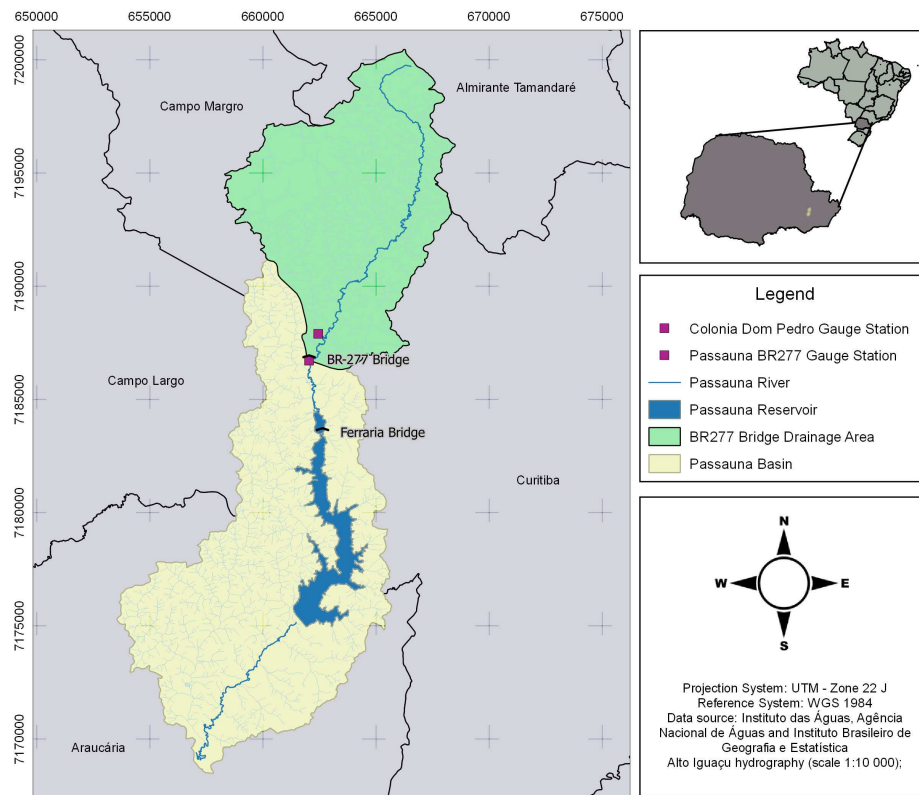 650000
655000
660000
665000
670000
675000
7200000
7195000
7190000
7185000
7180000
7175000
7170000
Almirante Tamandaré
Campo Margro
BR-277 Bridge
Campo Largo
Ferraria Bridge
Curitiba
Araucária
Legend
Colonia Dom Pedro Gauge Station
Passauna BR277 Gauge Station
Passauna River
Passauna Reservoir
BR277 Bridge Drainage Area
Passauna Basin
N
W
E
S
Projection System: UTM - Zone 22 J
Reference System: WGS 1984
Data source: Instituto das Águas, Agência
Nacional de Águas and Instituto Brasileiro de
Geografia e Estatística
Alto Iguaçu hydrography (scale 1:10 000);